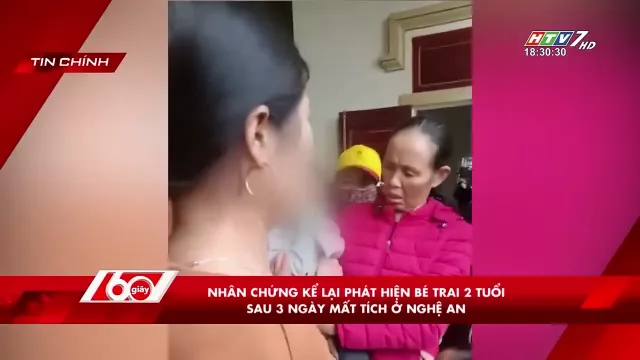 TIN CHÍNH
HTV7 HD
18:30:30
60 giây
NHÂN CHỨNG KỂ LẠI PHÁT HIỆN BÉ TRAI 2 TUỔI
SAU 3 NGÀY MẤT TÍCH Ở NGHỆ AN